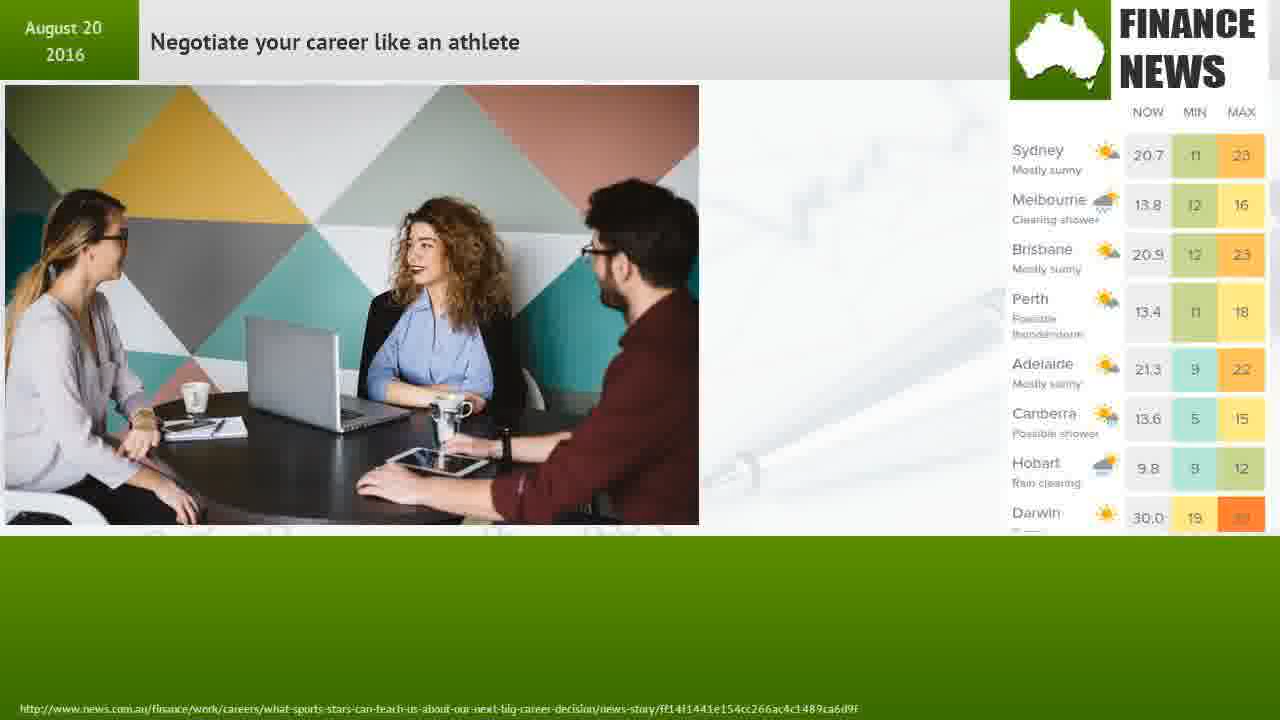 August 20
2016
Negotiate your career like an athlete
FINANCE
NEWS
NOW MIN MAX
Sydney 20.7 11 23
Mostly sunny
Melbourne 13.8 12 16
Clearing shower
Brisbane 20.9 12 23
Mostly sunny
Perth 13.4 11 18
Possible
thunderstorm
Adelaide 21.3 9 22
Mostly sunny
Canberra 13.6 5 15
Possible shower
Hobart 9.8 9 12
Rain clearing
Darwin 30.0 19
http://www.news.com.au/finance/work/careers/what-sports-stars-can-teach-us-about-our-next-big-career-decision/news-story/ff14f1441e154cc266ac4c1489ca6d9f